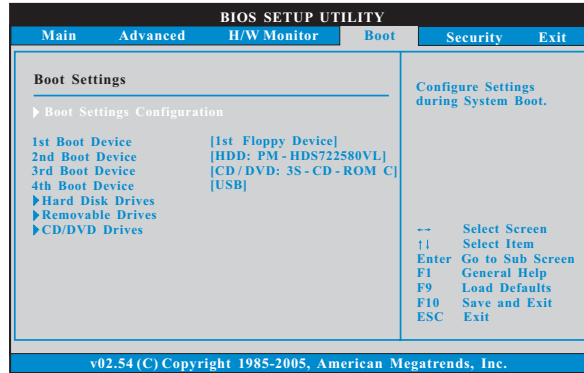 BIOS SETUP UTILITY
Main Advanced H/W Monitor Boot Security Exit
Boot Settings
Boot Settings Configuration
1st Boot Device [1st Floppy Device]
2nd Boot Device [HDD: PM - HDS722580VL]
3rd Boot Device [CD / DVD: 3S - CD - ROM C]
4th Boot Device [USB]
Hard Disk Drives
Removable Drives
CD/DVD Drives
Configure Settings
during System Boot.
←→ Select Screen
↑↓ Select Item
Enter Go to Sub Screen
F1 General Help
F9 Load Defaults
F10 Save and Exit
ESC Exit
v02.54 (C) Copyright 1985-2005, American Megatrends, Inc.